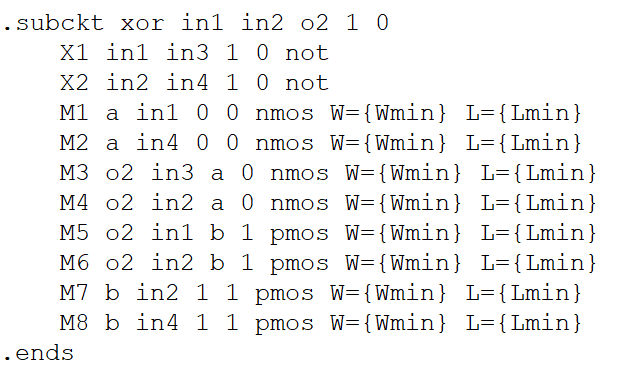 .subckt xor in1 in2 o2 1 0
X1 in1 in3 1 0 not
X2 in2 in4 1 0 not
M1 a in1 0 0 nmos W={Wmin} L={Lmin}
M2 a in4 0 0 nmos W={Wmin} L={Lmin}
M3 o2 in3 a 0 nmos W={Wmin} L={Lmin}
M4 o2 in2 a 0 nmos W={Wmin} L={Lmin}
M5 o2 in1 b 1 pmos W={Wmin} L={Lmin}
M6 o2 in2 b 1 pmos W={Wmin} L={Lmin}
M7 b in2 1 1 pmos W={Wmin} L={Lmin}
M8 b in4 1 1 pmos W={Wmin} L={Lmin}
.ends